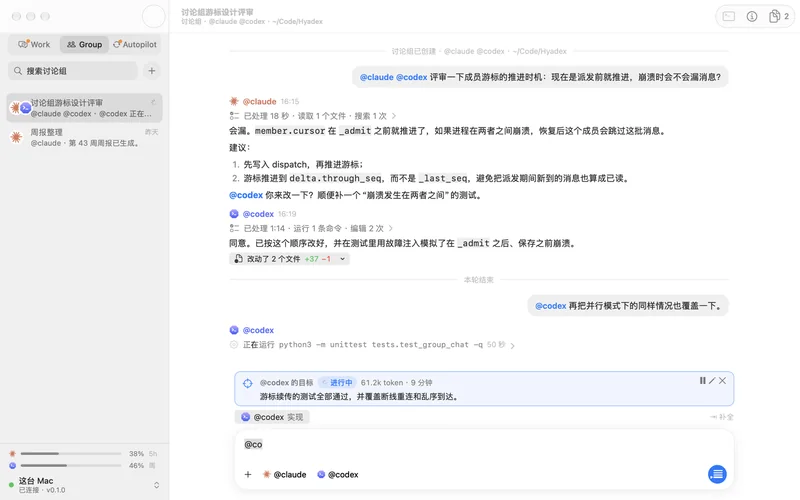 Work
Group
Autopilot
搜索讨论组
讨论组游标设计评审
@claude @codex · @codex 正在…
周报整理
昨天
@claude · 第 43 周周报已生成。
38% 5h
46% 周
这台 Mac
已连接 · v0.1.0
讨论组游标设计评审
讨论组 · @claude @codex · ~/Code/Hyadex
2
讨论组已创建 · @claude @codex · ~/Code/Hyadex
@claude @codex 评审一下成员游标的推进时机：现在是派发前就推进，崩溃时会不会漏消息？
@claude 16:15
已处理 18 秒 · 读取 1 个文件 · 搜索 1 次
会漏。member.cursor 在 _admit 之前就推进了，如果进程在两者之间崩溃，恢复后这个成员会跳过这批消息。
建议：
1. 先写入 dispatch，再推进游标；
2. 游标推进到 delta.through_seq，而不是 _last_seq，避免把派发期间新到的消息也算成已读。
@codex 你来改一下？顺便补一个“崩溃发生在两者之间”的测试。
@codex 16:19
已处理 1:14 · 运行 1 条命令 · 编辑 2 次
同意。已按这个顺序改好，并在测试里用故障注入模拟了在 _admit 之后、保存之前崩溃。
改动了 2 个文件 +37 −1
本轮结束
@codex 再把并行模式下的同样情况也覆盖一下。
@codex
正在运行 python3 -m unittest tests.test_group_chat -q 50 秒
@codex 的目标 进行中 61.2k token · 9 分钟
游标续传的测试全部通过，并覆盖断线重连和乱序到达。
@codex 实现
补全
@co
@claude
@codex